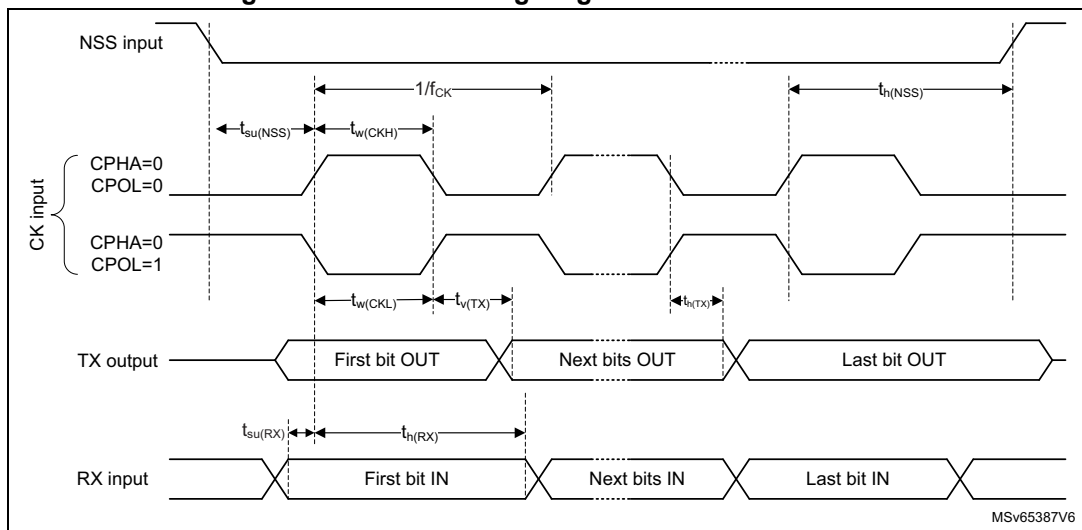 NSS input
1/fCK
th(NSS)
tsu(NSS)
tw(CKH)
CPHA=0
CPOL=0
CK input
CPHA=0
CPOL=1
tw(CKL)
tv(TX)
th(TX)
TX output
First bit OUT
Next bits OUT
Last bit OUT
tsu(RX)
th(RX)
RX input
First bit IN
Next bits IN
Last bit IN
MSv65387V6